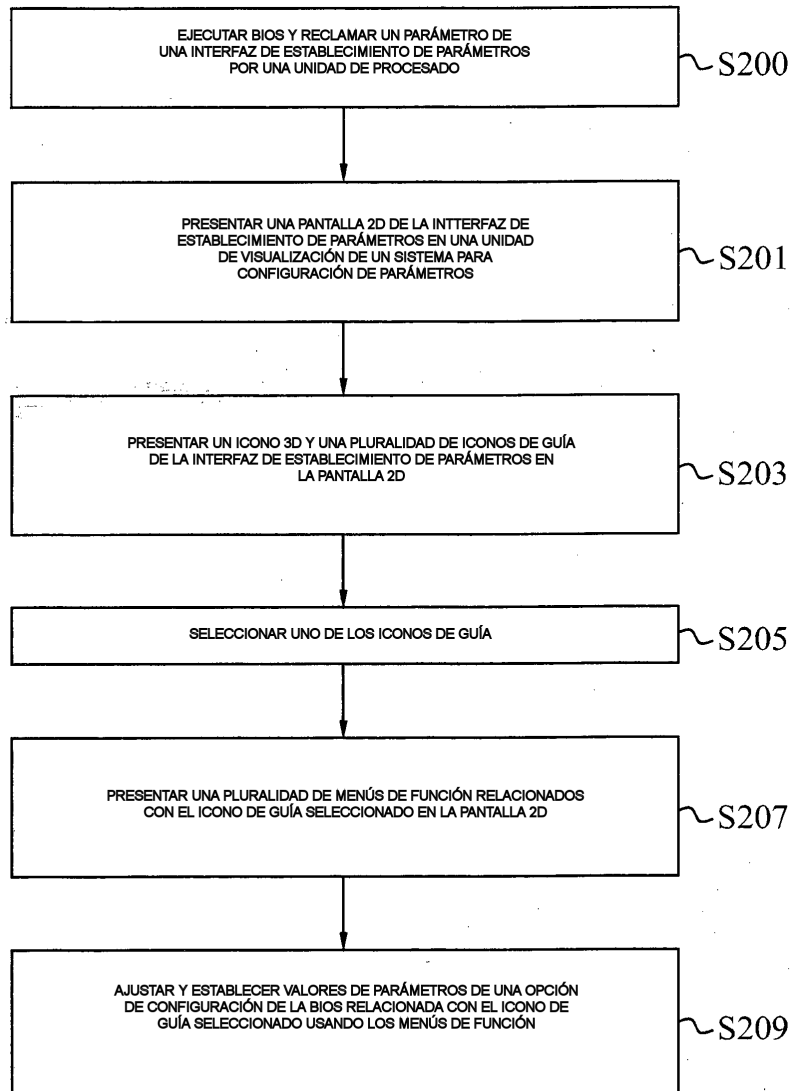 EJECUTAR BIOS Y RECLAMAR UN PARÁMETRO DE
UNA INTERFAZ DE ESTABLECIMIENTO DE PARÁMETROS
POR UNA UNIDAD DE PROCESADO
S200
PRESENTAR UNA PANTALLA 2D DE LA INTTERFAZ DE
ESTABLECIMIENTO DE PARÁMETROS EN UNA UNIDAD
DE VISUALIZACIÓN DE UN SISTEMA PARA
CONFIGURACIÓN DE PARÁMETROS
S201
PRESENTAR UN ICONO 3D Y UNA PLURALIDAD DE ICONOS DE GUÍA
DE LA INTERFAZ DE ESTABLECIMIENTO DE PARÁMETROS EN
LA PANTALLA 2D
S203
SELECCIONAR UNO DE LOS ICONOS DE GUÍA
S205
PRESENTAR UNA PLURALIDAD DE MENÚS DE FUNCIÓN RELACIONADOS
CON EL ICONO DE GUÍA SELECCIONADO EN LA PANTALLA 2D
S207
AJUSTAR Y ESTABLECER VALORES DE PARÁMETROS DE UNA OPCIÓN
DE CONFIGURACIÓN DE LA BIOS RELACIONADA CON EL ICONO DE
GUÍA SELECCIONADO USANDO LOS MENÚS DE FUNCIÓN
S209